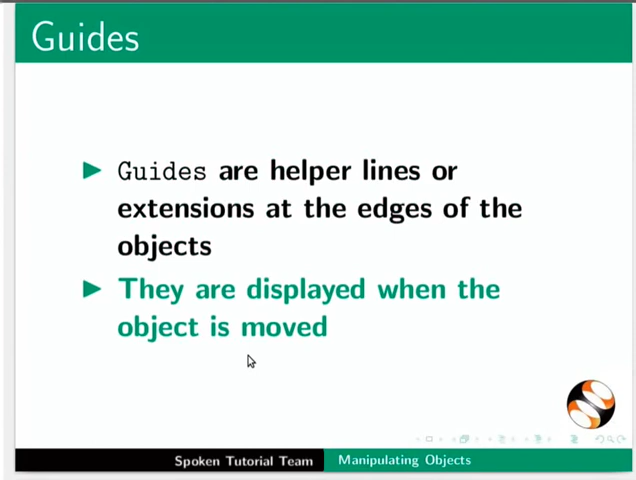 Guides
Guides are helper lines or
extensions at the edges of the
objects
They are displayed when the
object is moved
Spoken Tutorial Team
Manipulating Objects